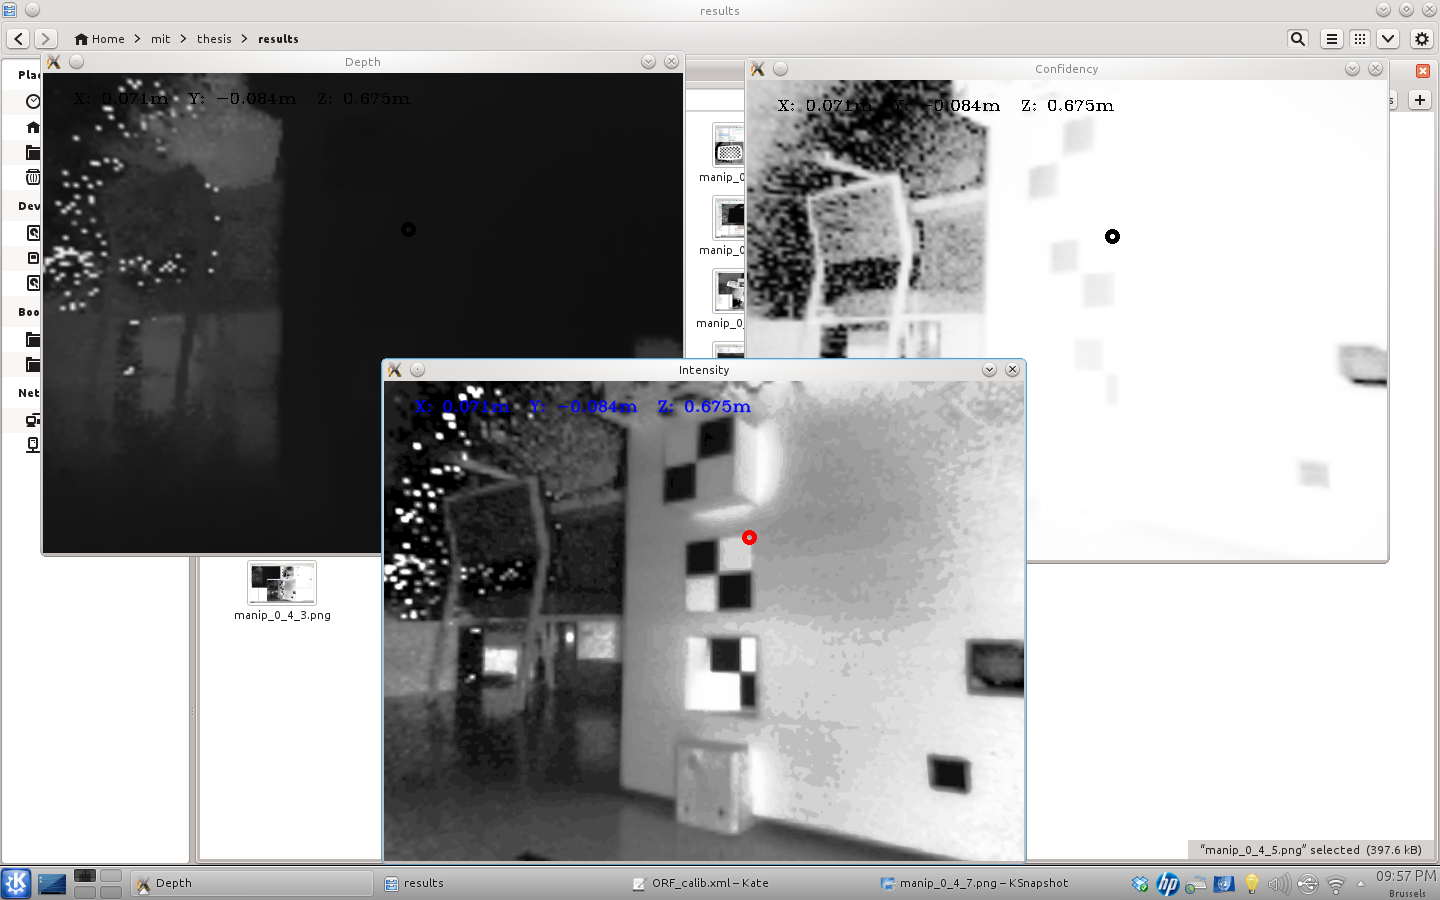 results
Home > mit > thesis > results
Depth
Confidency
Plac
X: 0.071m Y: -0.084m Z: 0.675m
X: 0.071m Y: -0.084m Z: 0.675m
manip_0
Dev
manip_0
Boo
manip_0_
Intensity
Net
X: 0.071m Y: -0.084m Z: 0.675m
manip_0_4_3.png
"manip_0_4_5.png" selected (397.6 kB)
Depth
results
ORF_calib.xml – Kate
manip_0_4_7.png – KSnapshot
09:57 PM
Brussels